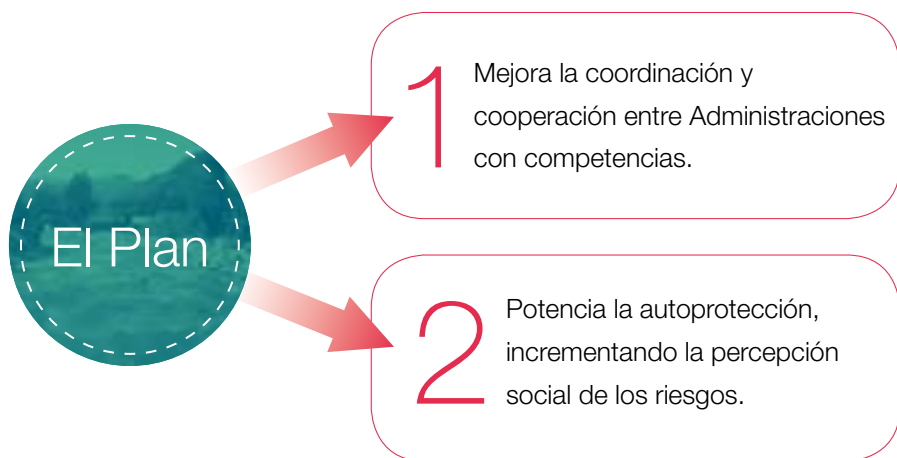 El Plan
1
Mejora la coordinación y
cooperación entre Administraciones
con competencias.
2
Potencia la autoprotección,
incrementando la percepción
social de los riesgos.